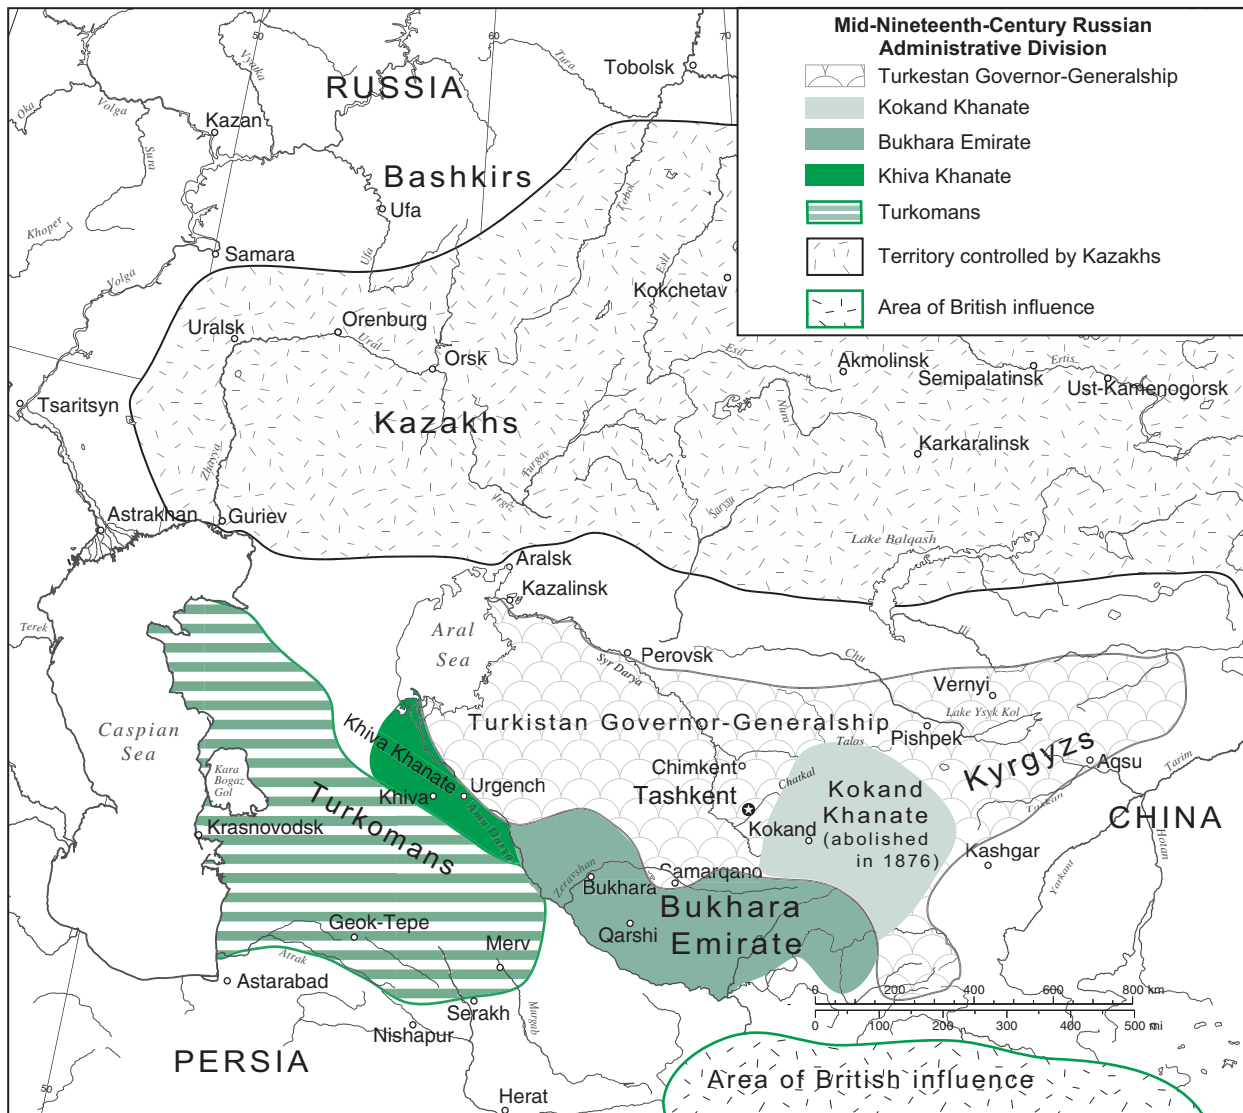 Mid-Nineteenth-Century Russian
Administrative Division
Turkestan Governor-Generalship
Kokand Khanate
Bukhara Emirate
Khiva Khanate
Turkomans
Territory controlled by Kazakhs
Area of British influence
50
60
70
Vyatka
Tura
Tobolsk
RUSSIA
Oka
Volga
Kazan
Sura
Bashkirs
Tobol
Ufa
Khoper
Ufa
Samara
Volga
Esil
Kokchetav
Uralsk
Orenburg
Ural
Orsk
Esil
Akmolinsk
Ertis
Semipalatinsk
Ust-Kamenogorsk
Tsaritsyn
Kazakhs
Nura
Karkaralinsk
Zhayya
Turgay
Irgiz
Sarysu
Astrakhan
Guriev
Lake Balqash
Aralsk
Kazalinsk
Terek
Aral
Sea
Ili
Perovsk
Chu
Syr Darya
Vernyi
Lake Ysyk Kol
Caspian
Sea
Khiva Khanate
Turkistan Governor-Generalship
Pishpek
Talas
Kyrgyzs
Aqsu
Tarim
Kara
Bogaz
Gol
Chimkent
Chatkal
Urgench
Khiva
Tashkent
Kokand
Khanate
(abolished
in 1876)
Toskan
CHINA
Turkomans
Amu Darya
Krasnovodsk
Kokand
Hotan
Kashgar
Yarkant
Zeravshan
Bukhara
Samarqand
Bukhara
Emirate
Qarshi
Geok-Tepe
Merv
Atrak
Astarabad
Serakh
Murgab
Nishapur
0 200 400 600 800 km
0 100 200 300 400 500 mi
PERSIA
50
Area of British influence
Herat